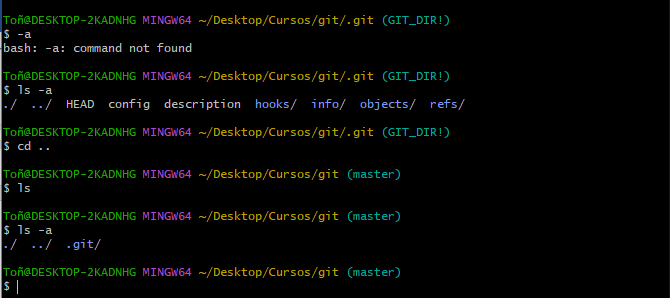 Toñ@DESKTOP-2KADNHG MINGW64 ~/Desktop/Cursos/git/.git (GIT_DIR!)
$ -a
bash: -a: command not found
Toñ@DESKTOP-2KADNHG MINGW64 ~/Desktop/Cursos/git/.git (GIT_DIR!)
$ ls -a
./ ../ HEAD config description hooks/ info/ objects/ refs/
Toñ@DESKTOP-2KADNHG MINGW64 ~/Desktop/Cursos/git/.git (GIT_DIR!)
$ cd ..
Toñ@DESKTOP-2KADNHG MINGW64 ~/Desktop/Cursos/git (master)
$ ls
Toñ@DESKTOP-2KADNHG MINGW64 ~/Desktop/Cursos/git (master)
$ ls -a
./ ../ .git/
Toñ@DESKTOP-2KADNHG MINGW64 ~/Desktop/Cursos/git (master)
$